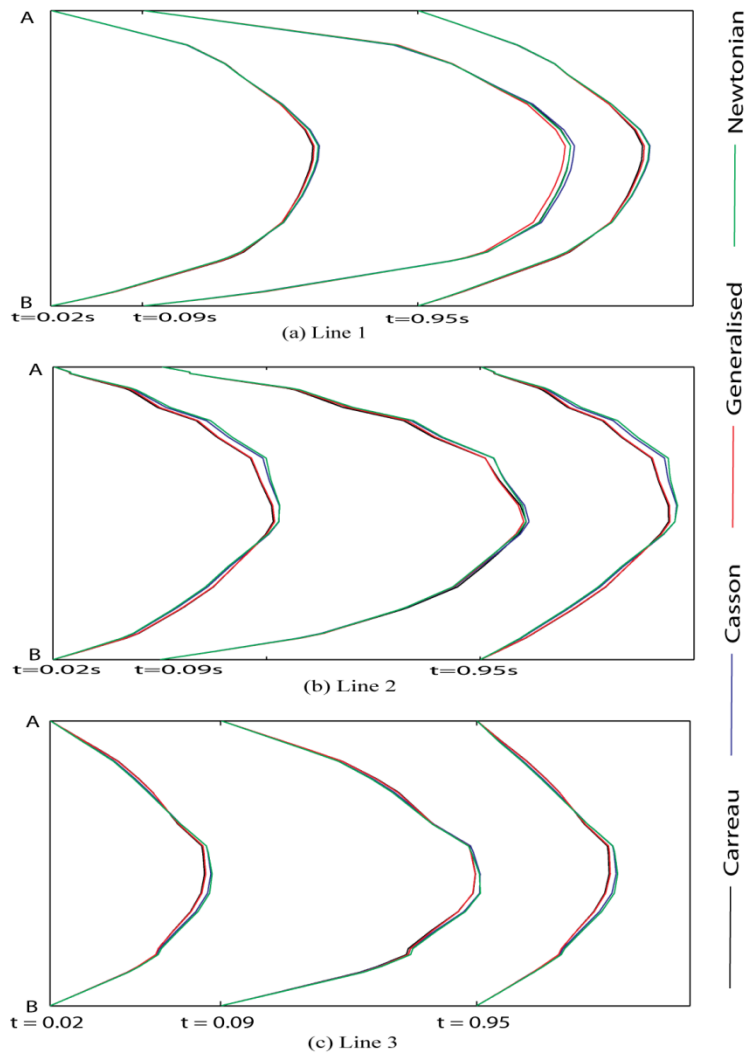 A
B
t=0.02s
t=0.09s
t=0.95s
(a) Line 1
A
B
t=0.02s
t=0.09s
t=0.95s
(b) Line 2
A
B
t = 0.02
t = 0.09
t = 0.95
(c) Line 3
Carreau
Casson
Generalised
Newtonian